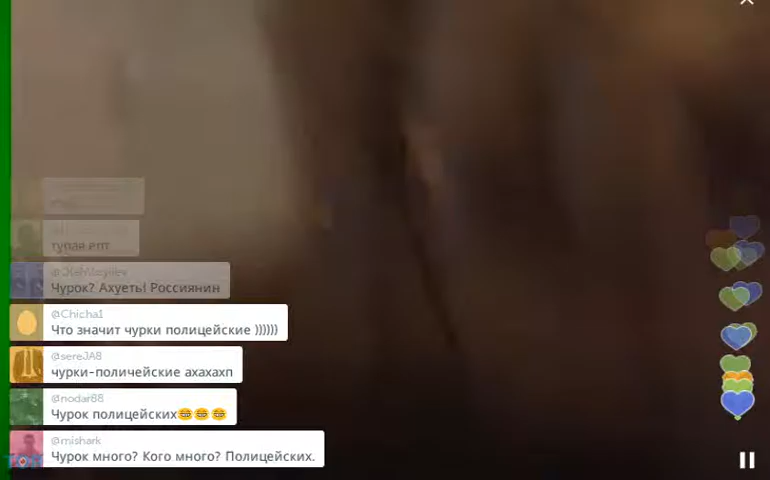 тупая епт
Чурок? Ахуеть! Россиянин
@Chicha1
Что значит чурки полицейские ))))))
@sereJA8
чурки-поличейские ахахахп
@nodar88
Чурок полицейских😂😂😂
@mishark
Чурок много? Кого много? Полицейских.